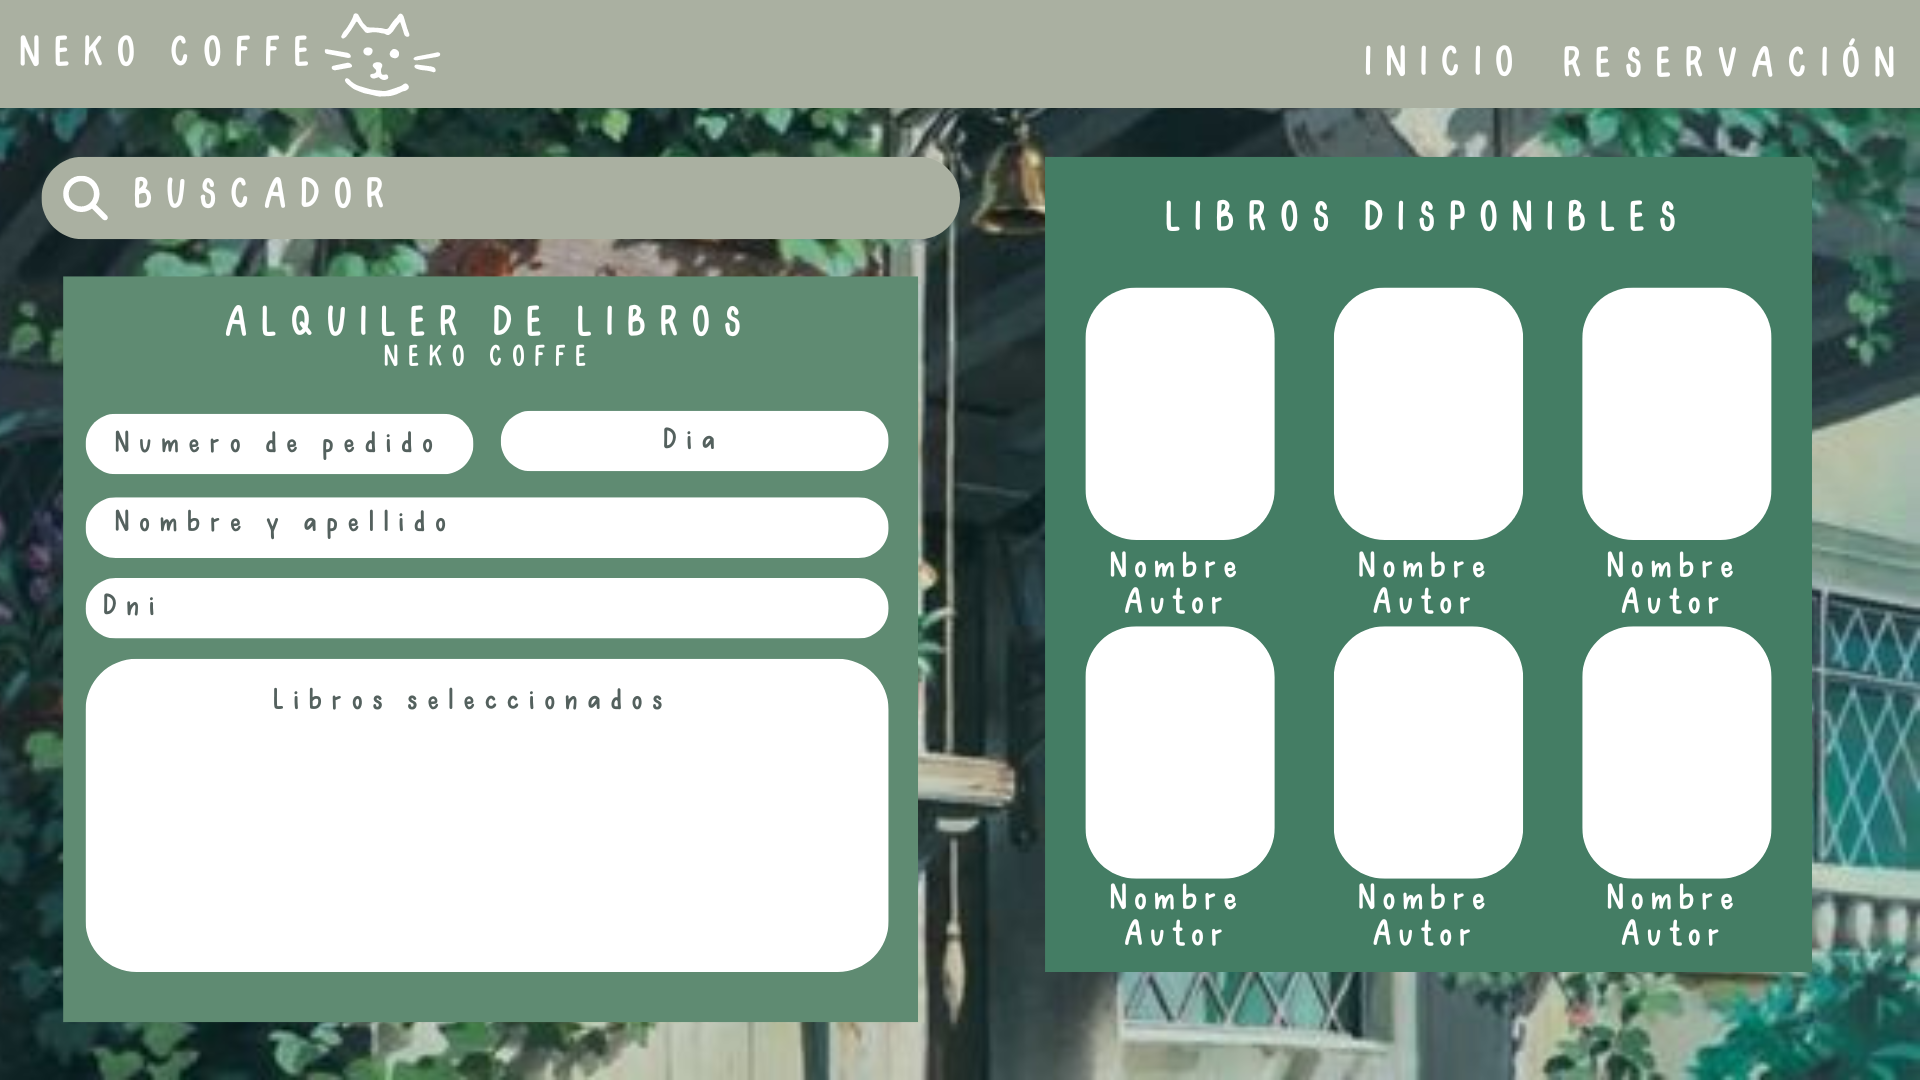 NEKO COFFE
INICIO RESERVACIÓN
BUSCADOR
ALQUILER DE LIBROS
NEKO COFFE
Numero de pedido
Dia
Nombre y apellido
Dni
Libros seleccionados
LIBROS DISPONIBLES
Nombre Nombre Nombre
Autor Autor Autor
Nombre Nombre Nombre
Autor Autor Autor